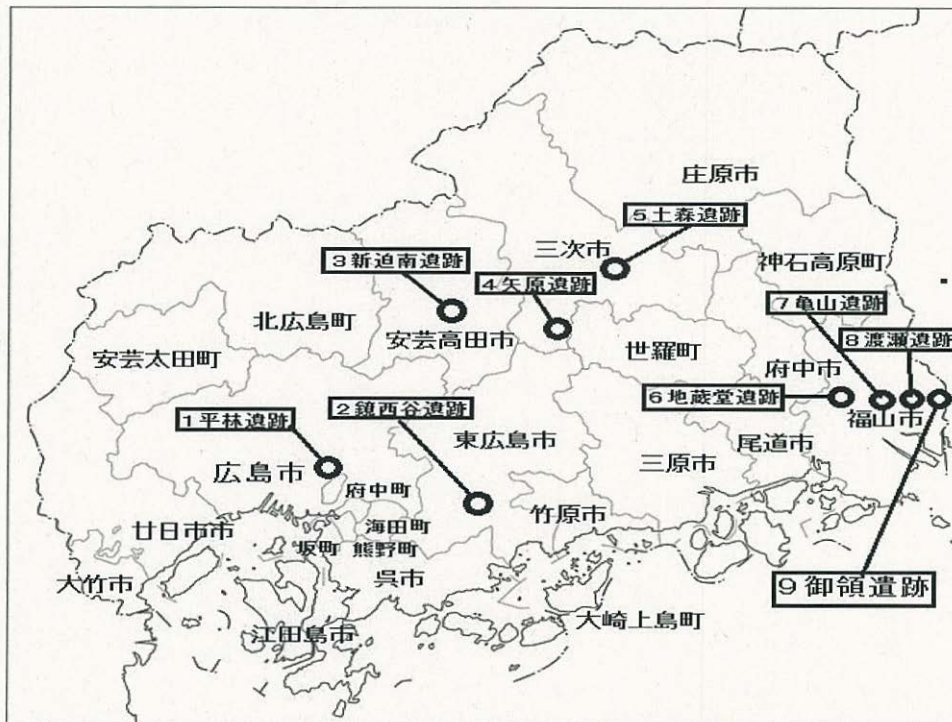 庄原市
5土森遺跡
三次市
3新迫南遺跡
神石高原町
4矢原遺跡
7亀山遺跡
北広島町
安芸高田市
8渡瀬遺跡
安芸太田町
世羅町
府中市
6地蔵堂遺跡
福山市
1平林遺跡
2鏡西谷遺跡
東広島市
尾道市
三原市
広島市
府中町
竹原市
廿日市市
海田町
坂町
熊野町
大竹市
呉市
9御領遺跡
大崎上島町
江田島市